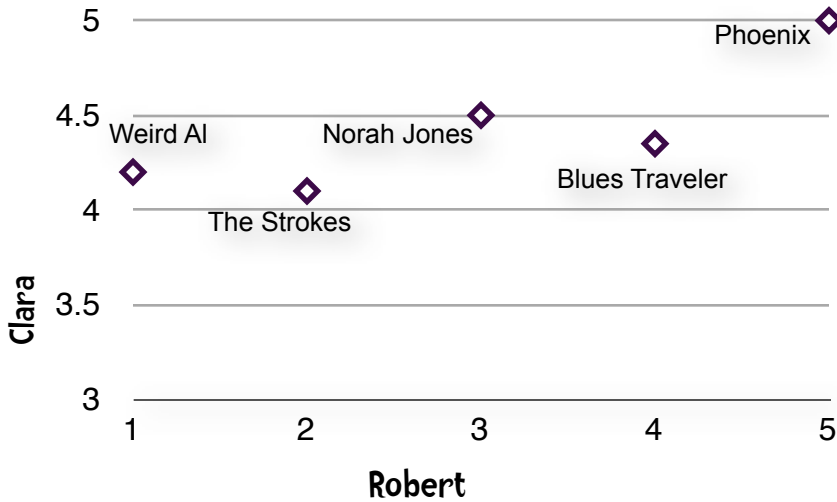 5
Phoenix
4.5
Weird Al
Norah Jones
Blues Traveler
4
The Strokes
Clara
3.5
3
1 2 3 4 5
Robert